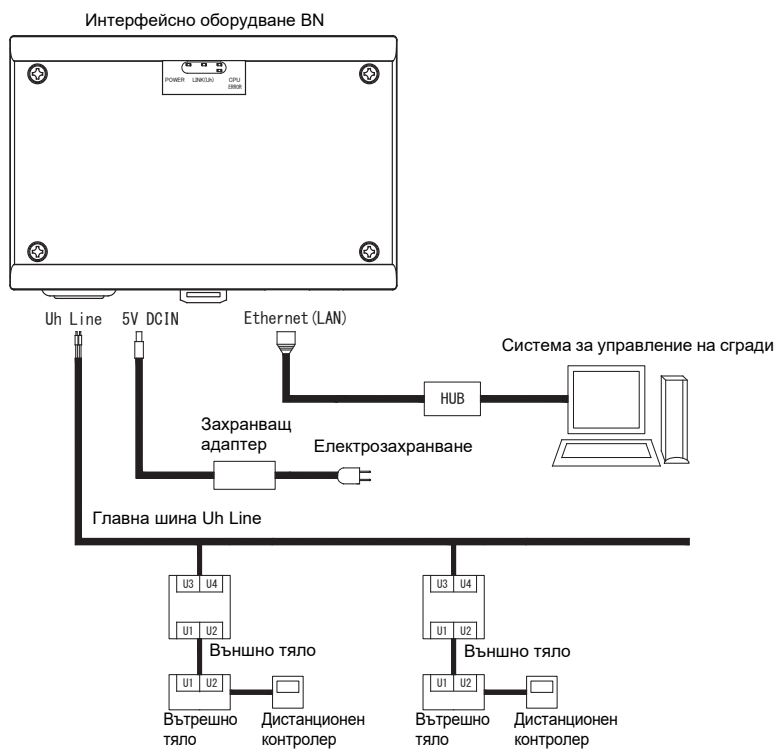 Интерфейсно оборудване BN
POWER LINK(Uh) CPU
ERROR
Uh Line 5V DCIN Ethernet(LAN)
Система за управление на сгради
HUB
Захранващ
адаптер
Електрозахранване
Главна шина Uh Line
U3 U4
U3 U4
U1 U2
U1 U2
Външно тяло
Външно тяло
U1 U2
U1 U2
Вътрешно
тяло
Дистанционен
контролер
Вътрешно
тяло
Дистанционен
контролер